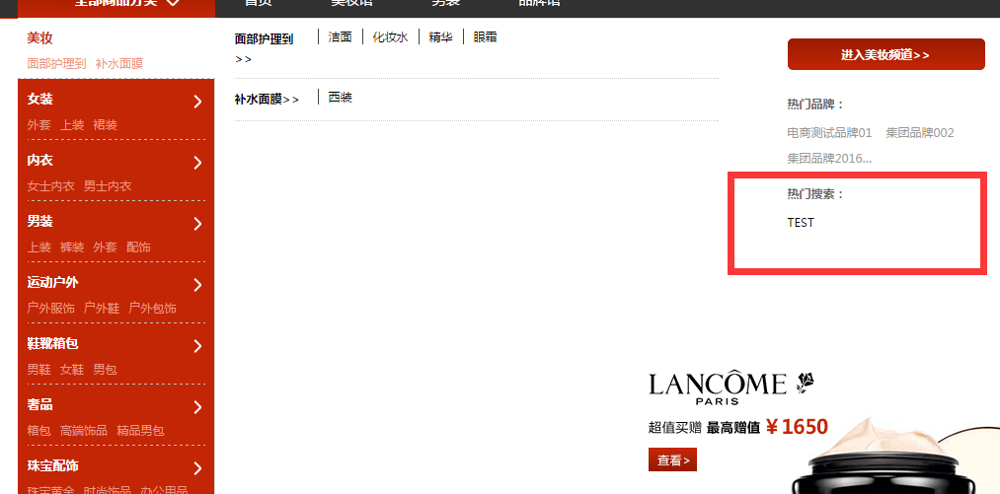 全部商品分类 首页 美妆馆 男装 品牌馆
美妆
面部护理到 补水面膜
女装
外套 上装 裙装
内衣
女士内衣 男士内衣
男装
上装 裤装 外套 配饰
运动户外
户外服饰 户外鞋 户外包饰
鞋靴箱包
男鞋 女鞋 男包
奢品
箱包 高端饰品 精品男包
珠宝配饰
珠宝黄金 时尚饰品 办公用品
面部护理到 >> 洁面 化妆水 精华 眼霜
补水面膜>> 西装
进入美妆频道>>
热门品牌：
电商测试品牌01 集团品牌002
集团品牌2016...
热门搜索：
TEST
LANCÔME
PARIS
超值买赠 最高赠值 ¥1650
查看>